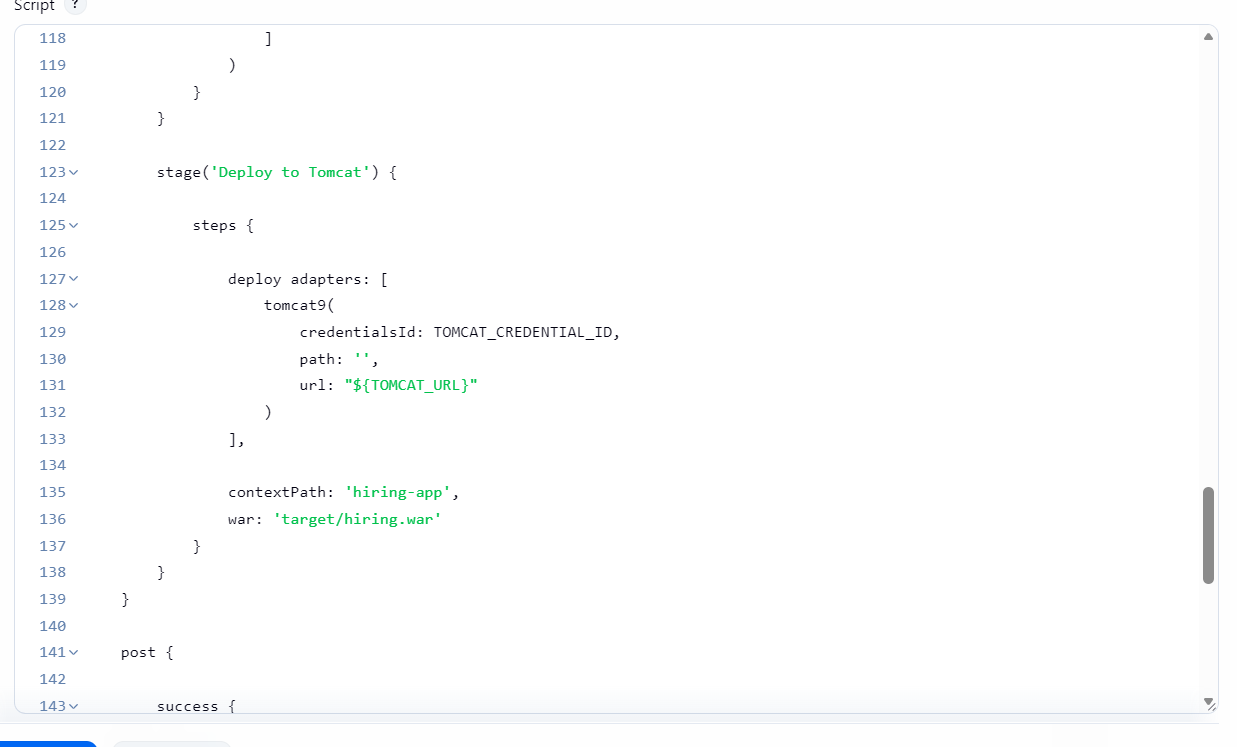 Script ?
118                     ]
119                 )
120             }
121         }
122
123         stage('Deploy to Tomcat') {
124
125             steps {
126
127                 deploy adapters: [
128                     tomcat9(
129                         credentialsId: TOMCAT_CREDENTIAL_ID,
130                         path: '',
131                         url: "${TOMCAT_URL}"
132                     )
133                 ],
134
135                 contextPath: 'hiring-app',
136                 war: 'target/hiring.war'
137             }
138         }
139     }
140
141     post {
142
143         success {